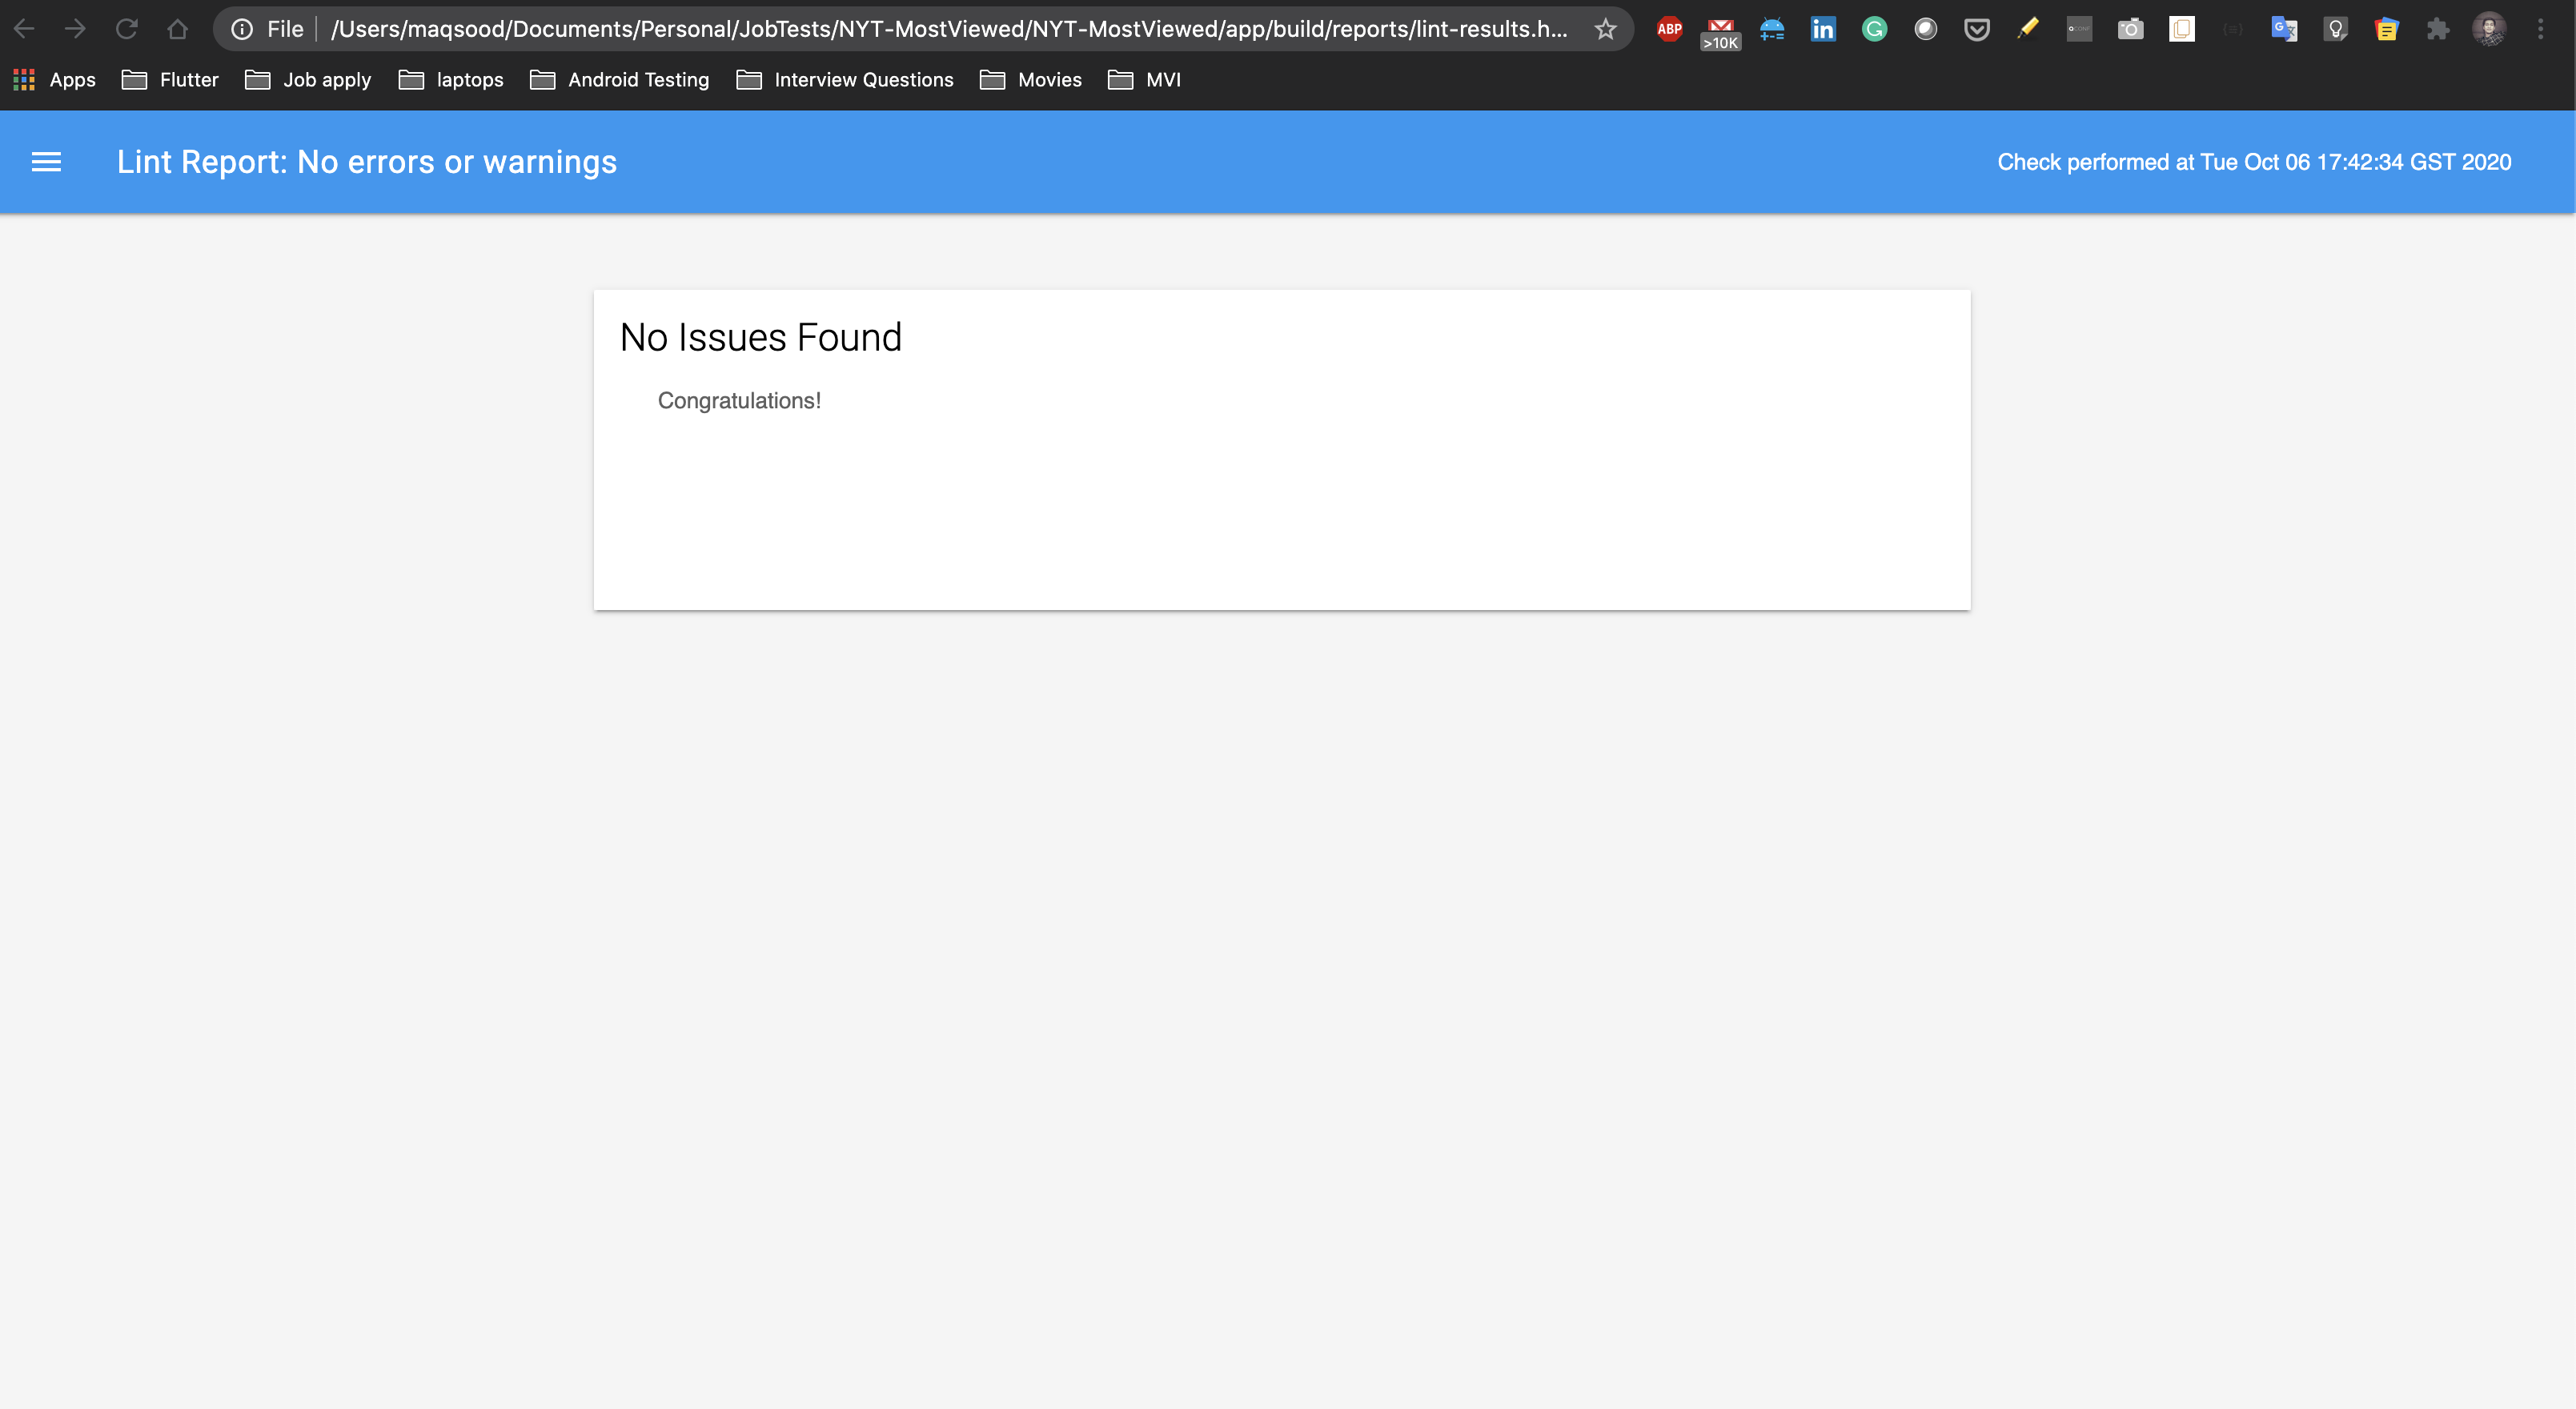 File /Users/maqsood/Documents/Personal/JobTests/NYT-MostViewed/NYT-MostViewed/app/build/reports/lint-results.h... ABP >10K in G
Apps Flutter Job apply laptops Android Testing Interview Questions Movies MVI
Lint Report: No errors or warnings Check performed at Tue Oct 06 17:42:34 GST 2020
No Issues Found
Congratulations!